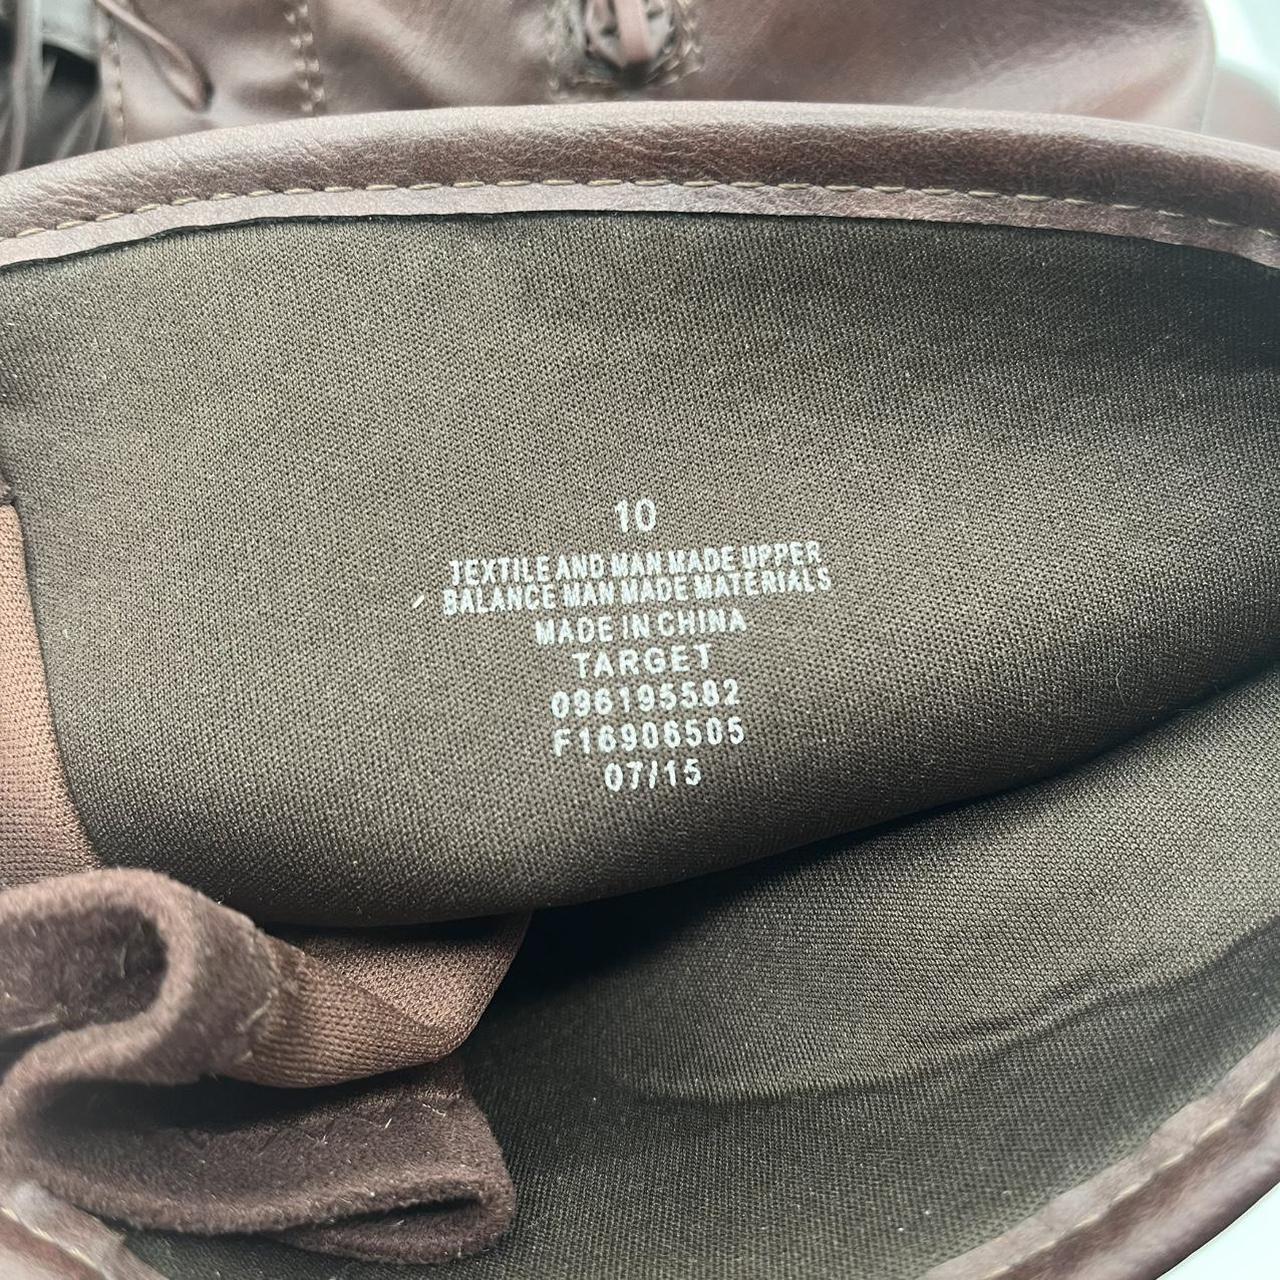 10
TEXTILE AND MAN MADE UPPER
BALANCE MAN MADE MATERIALS
MADE IN CHINA
TARGET
096195582
F16906505
07/15